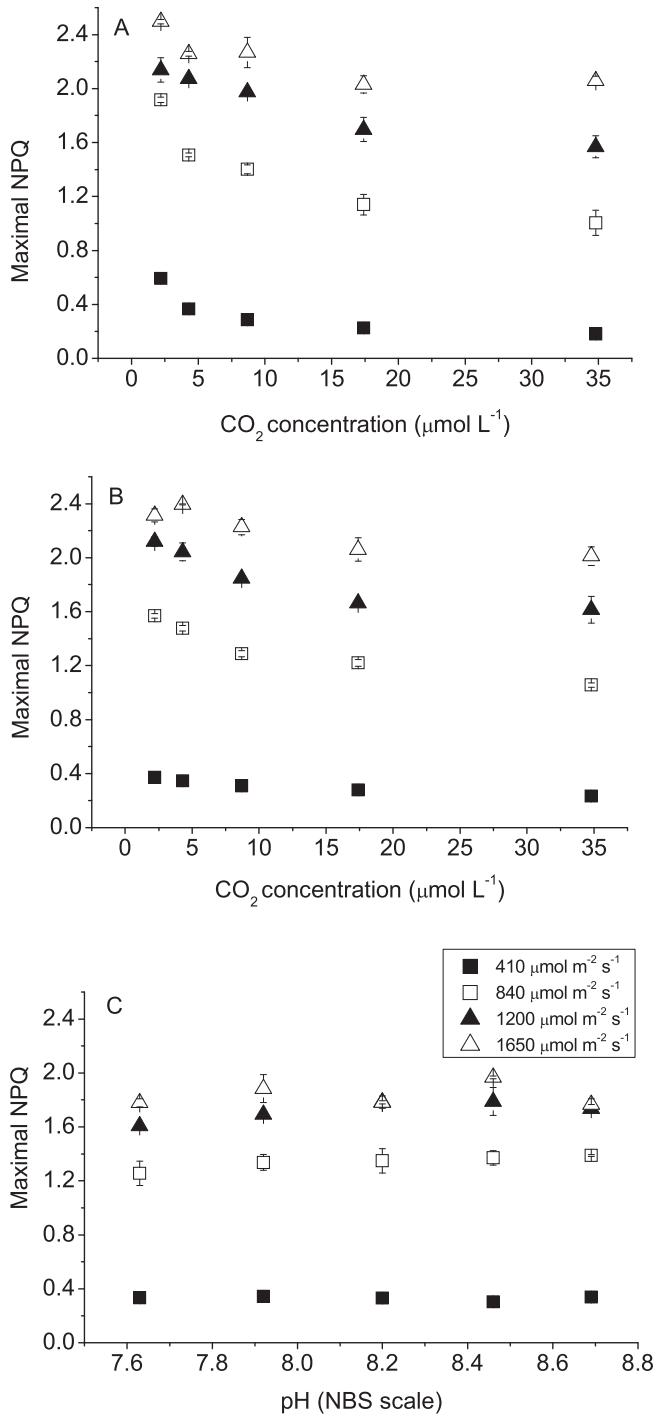 A
2.4
2.0
1.6
1.2
0.8
0.4
0.0
Maximal NPQ
0 5 10 15 20 25 30 35
CO₂ concentration (μmol L⁻¹)
B
2.4
2.0
1.6
1.2
0.8
0.4
0.0
Maximal NPQ
0 5 10 15 20 25 30 35
CO₂ concentration (μmol L⁻¹)
410 μmol m⁻² s⁻¹
840 μmol m⁻² s⁻¹
1200 μmol m⁻² s⁻¹
1650 μmol m⁻² s⁻¹
C
2.4
2.0
1.6
1.2
0.8
0.4
0.0
Maximal NPQ
7.6 7.8 8.0 8.2 8.4 8.6 8.8
pH (NBS scale)